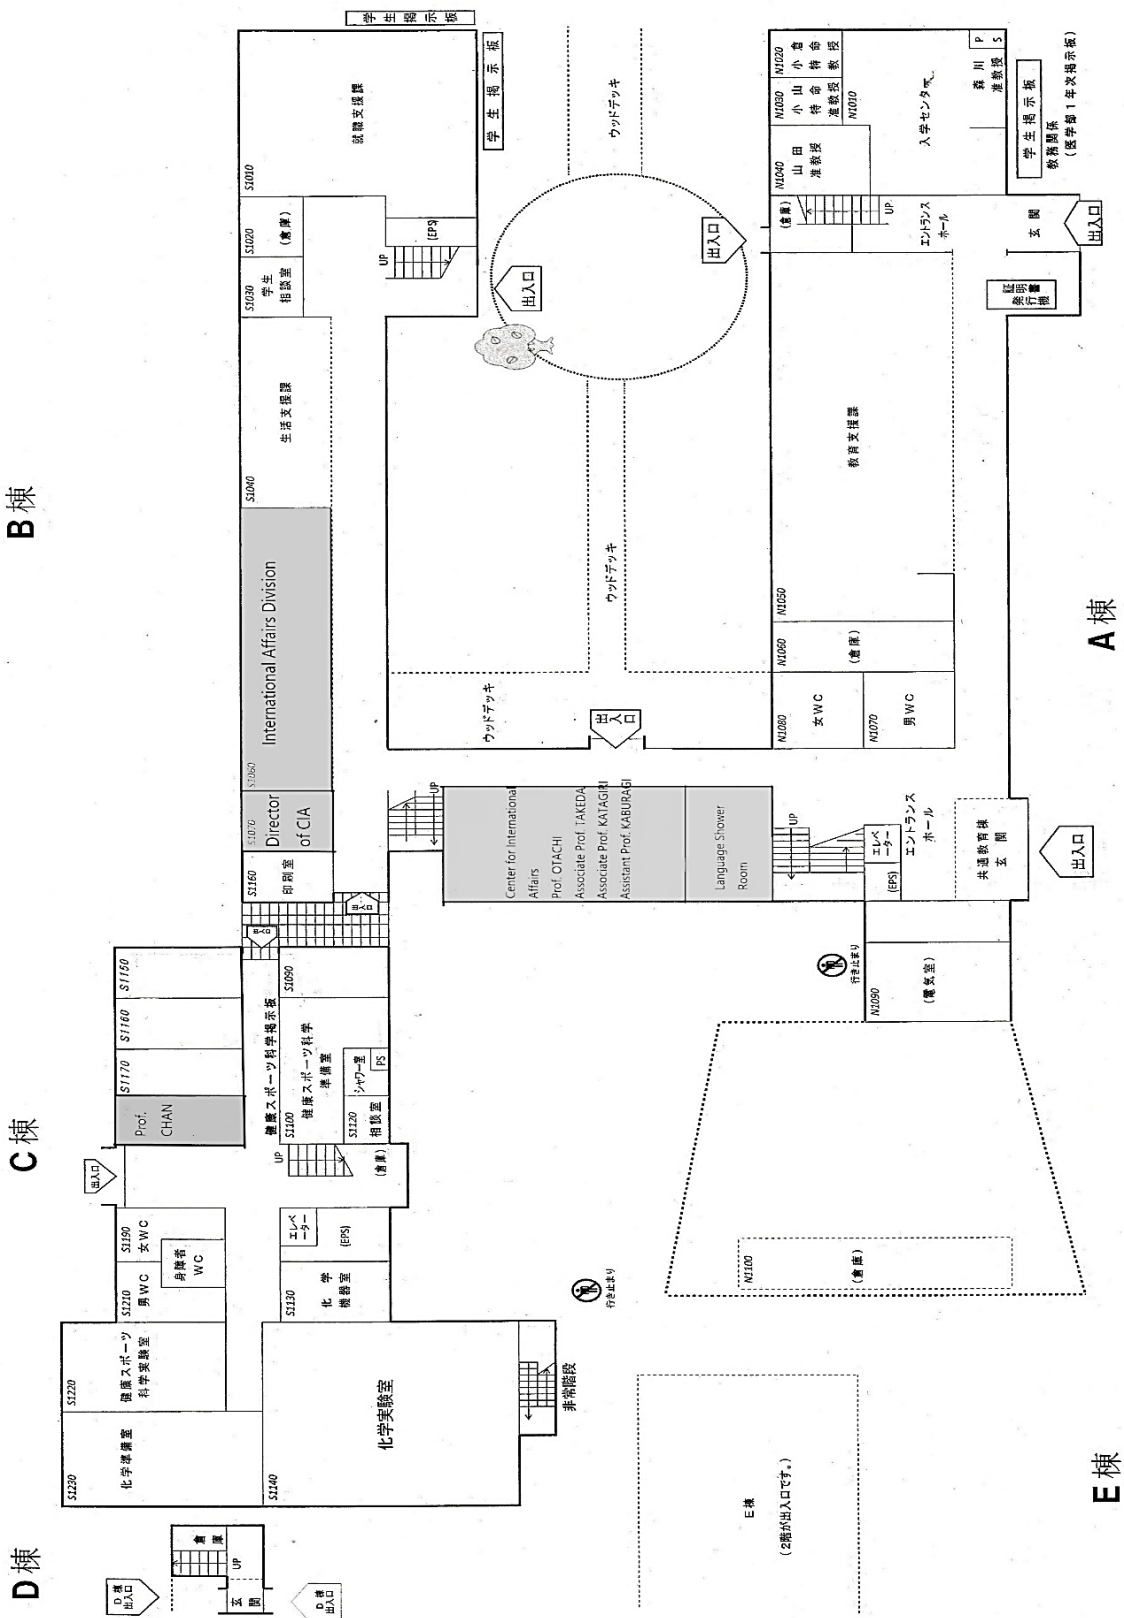 D棟
C棟
B棟
D棟
出入口
倉庫
UP
玄関
D棟
出入口
S1230
化学準備室
S1220
健康スポーツ
科学実験室
S1210
男WC
S1190
女WC
身障者
WC
出入口
Prof.
CHAN
S1170
S1160
S1150
健康スポーツ科学掲示板
S1140
化学実験室
非常階段
S1130
化学
機器室
エレベーター
(EPS)
UP
(倉庫)
S1120
相談室
シャワー室
PS
S1100
健康スポーツ科学
準備室
S1090
出入口
出入口
S1160
印刷室
S1070
Director
of CIA
S1060
International Affairs Division
S1040
生活支援課
S1030
学生
相談室
S1020
(倉庫)
S1010
就職支援課
(EPS)
UP
学生掲示板
学生掲示板
UP
Center for International
Affairs
Prof. OTACHI
Associate Prof. TAKEDA
Associate Prof. KATAGIRI
Assistant Prof. KABURAGI
Language Shower
Room
ウッドデッキ
ウッドデッキ
ウッドデッキ
出入口
出入口
出入口
行き止まり
行き止まり
E棟
(2階が出入口です。)
N1100
(倉庫)
N1090
(電気室)
UP
エレベーター
(EPS)
エントランス
ホール
共通教育棟
玄関
出入口
N1080
女WC
N1070
男WC
N1060
(倉庫)
N1050
教育支援課
(倉庫)
UP
エントランス
ホール
玄関
出入口
証明書
発行機
N1040
山田
准教授
N1030
小山
特命
准教授
N1020
小倉
特命
教授
N1010
入学センター
森川
准教授
P
S
学生掲示板
教務関係
(医学部1年次掲示板)
E棟
A棟